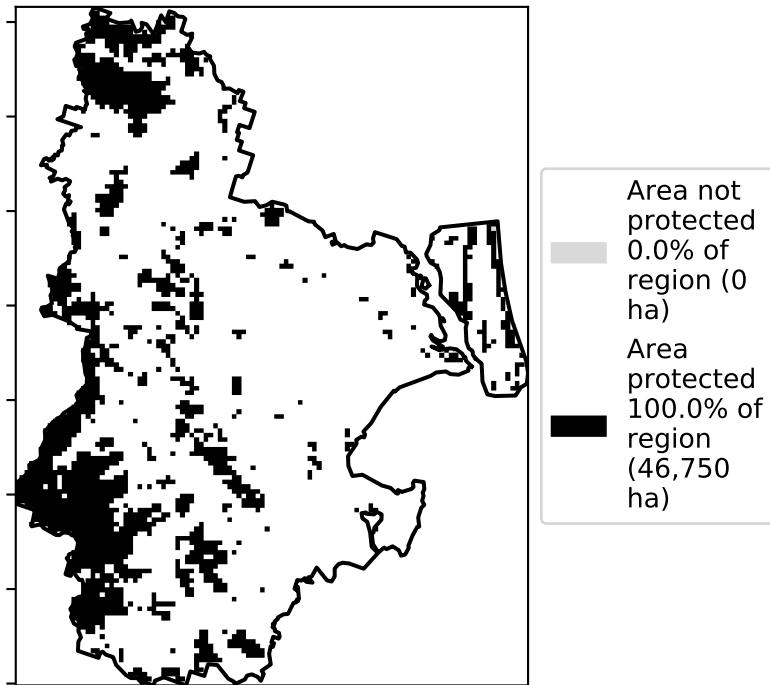 Area not
protected
0.0% of
region (0
ha)
Area
protected
100.0% of
region
(46,750
ha)